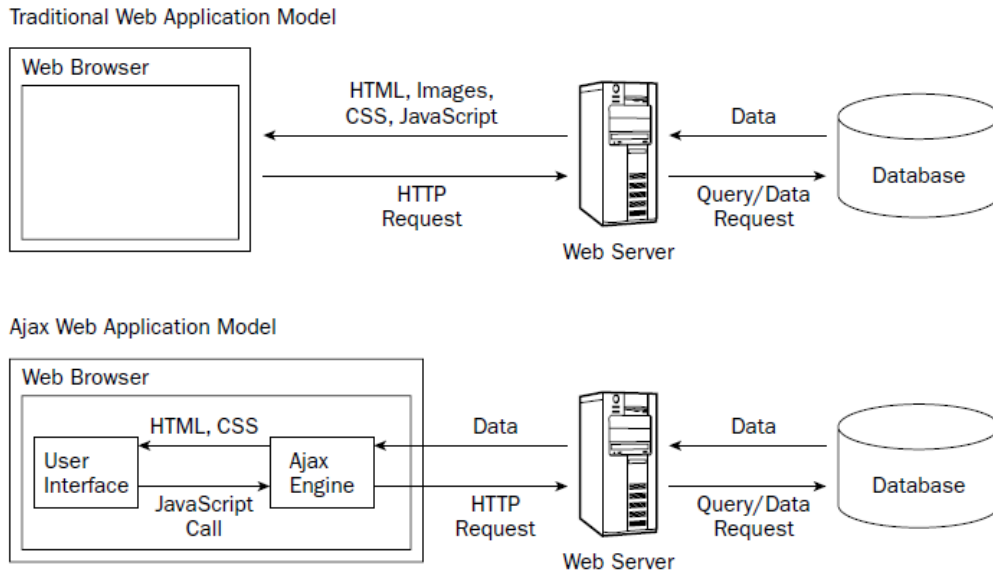 Traditional Web Application Model
Web Browser
HTML, Images,
CSS, JavaScript
HTTP
Request
Web Server
Data
Query/Data
Request
Database
Ajax Web Application Model
Web Browser
User
Interface
HTML, CSS
JavaScript
Call
Ajax
Engine
Data
HTTP
Request
Web Server
Data
Query/Data
Request
Database